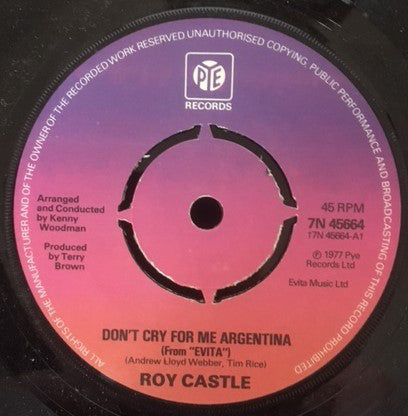 ALL RIGHTS OF THE MANUFACTURER AND OF THE OWNER OF THE RECORDED WORK RESERVED UNAUTHORISED COPYING, PUBLIC PERFORMANCE AND BROADCASTING OF THIS RECORD PROHIBITED
PYE
RECORDS
Arranged
and Conducted
by Kenny
Woodman
Produced
by Terry
Brown
45 RPM
7N 45664
17N 45664-A1
℗ 1977 Pye
Records Ltd
Evita Music Ltd
DON'T CRY FOR ME ARGENTINA
(From "EVITA")
(Andrew Lloyd Webber, Tim Rice)
ROY CASTLE